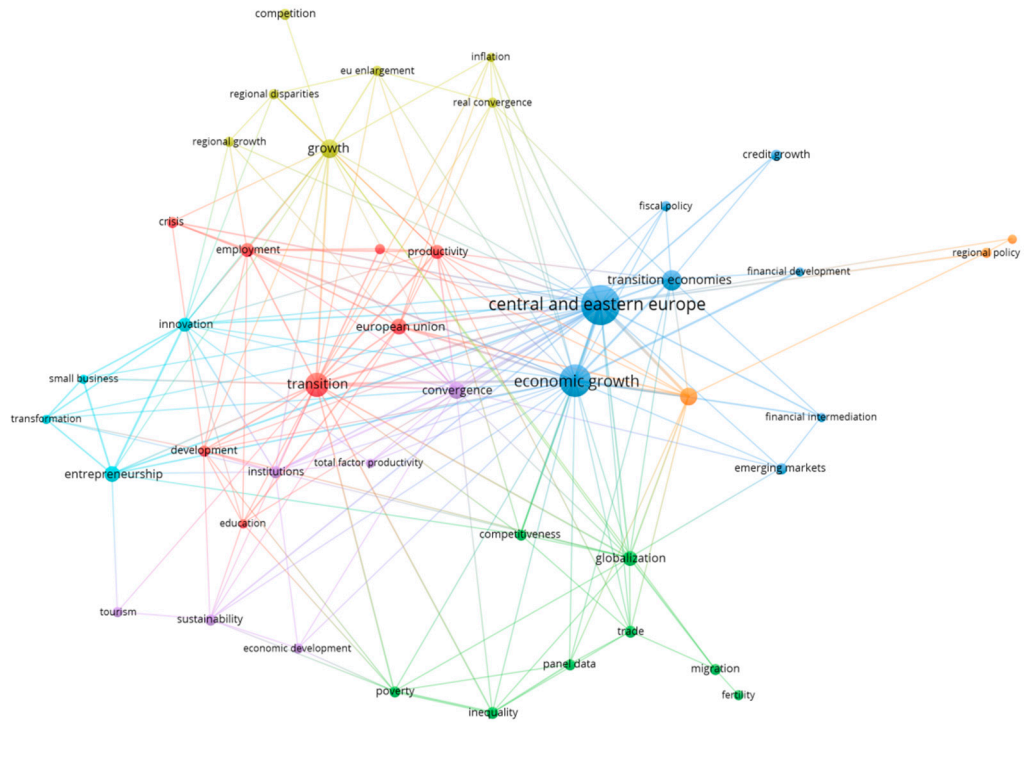 competition
inflation
eu enlargement
regional disparities
real convergence
regional growth
growth
credit growth
fiscal policy
crisis
employment
productivity
regional policy
financial development
transition economies
central and eastern europe
innovation
european union
small business
transition
economic growth
convergence
transformation
financial intermediation
development
total factor productivity
entrepreneurship
institutions
emerging markets
education
competitiveness
globalization
tourism
sustainability
trade
economic development
panel data
migration
poverty
fertility
inequality